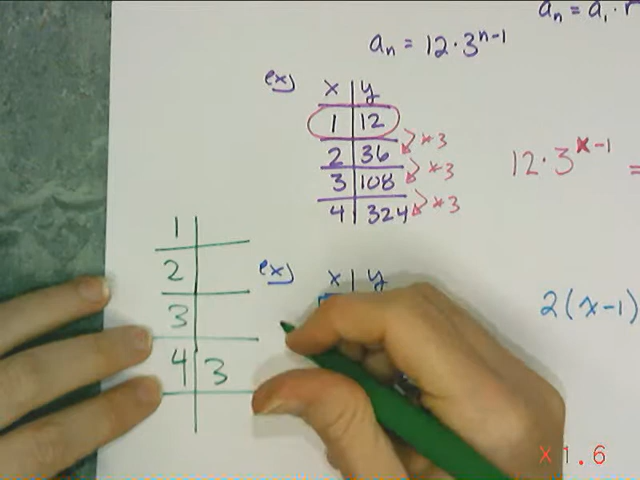 aₙ = a₁ · r
aₙ = 12 · 3ⁿ⁻¹
ex) x y
1 12
2 36 × 3
3 108 × 3
4 324 × 3
12 · 3ˣ⁻¹ =
1
2
3
4 3
ex) x y
2(x-1)
×1.6